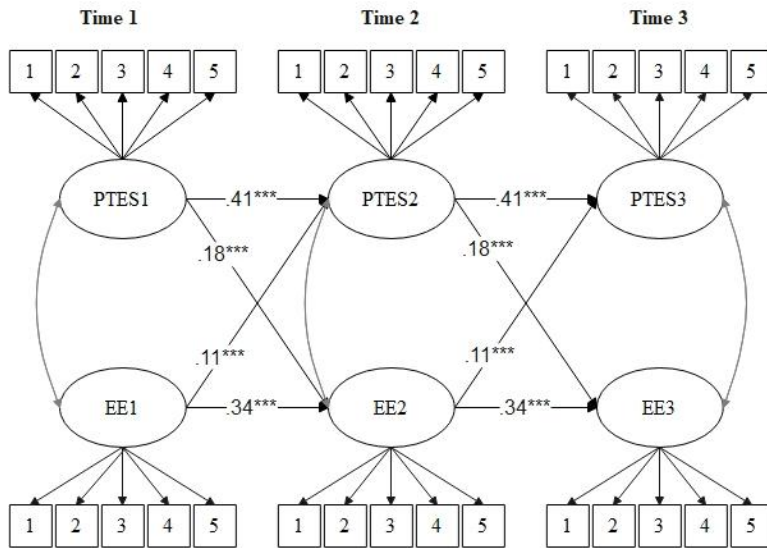 Time 1 Time 2 Time 3
1 2 3 4 5 1 2 3 4 5 1 2 3 4 5
PTES1 .41*** PTES2 .41*** PTES3
.18*** .18***
.11*** .11***
EE1 .34*** EE2 .34*** EE3
1 2 3 4 5 1 2 3 4 5 1 2 3 4 5